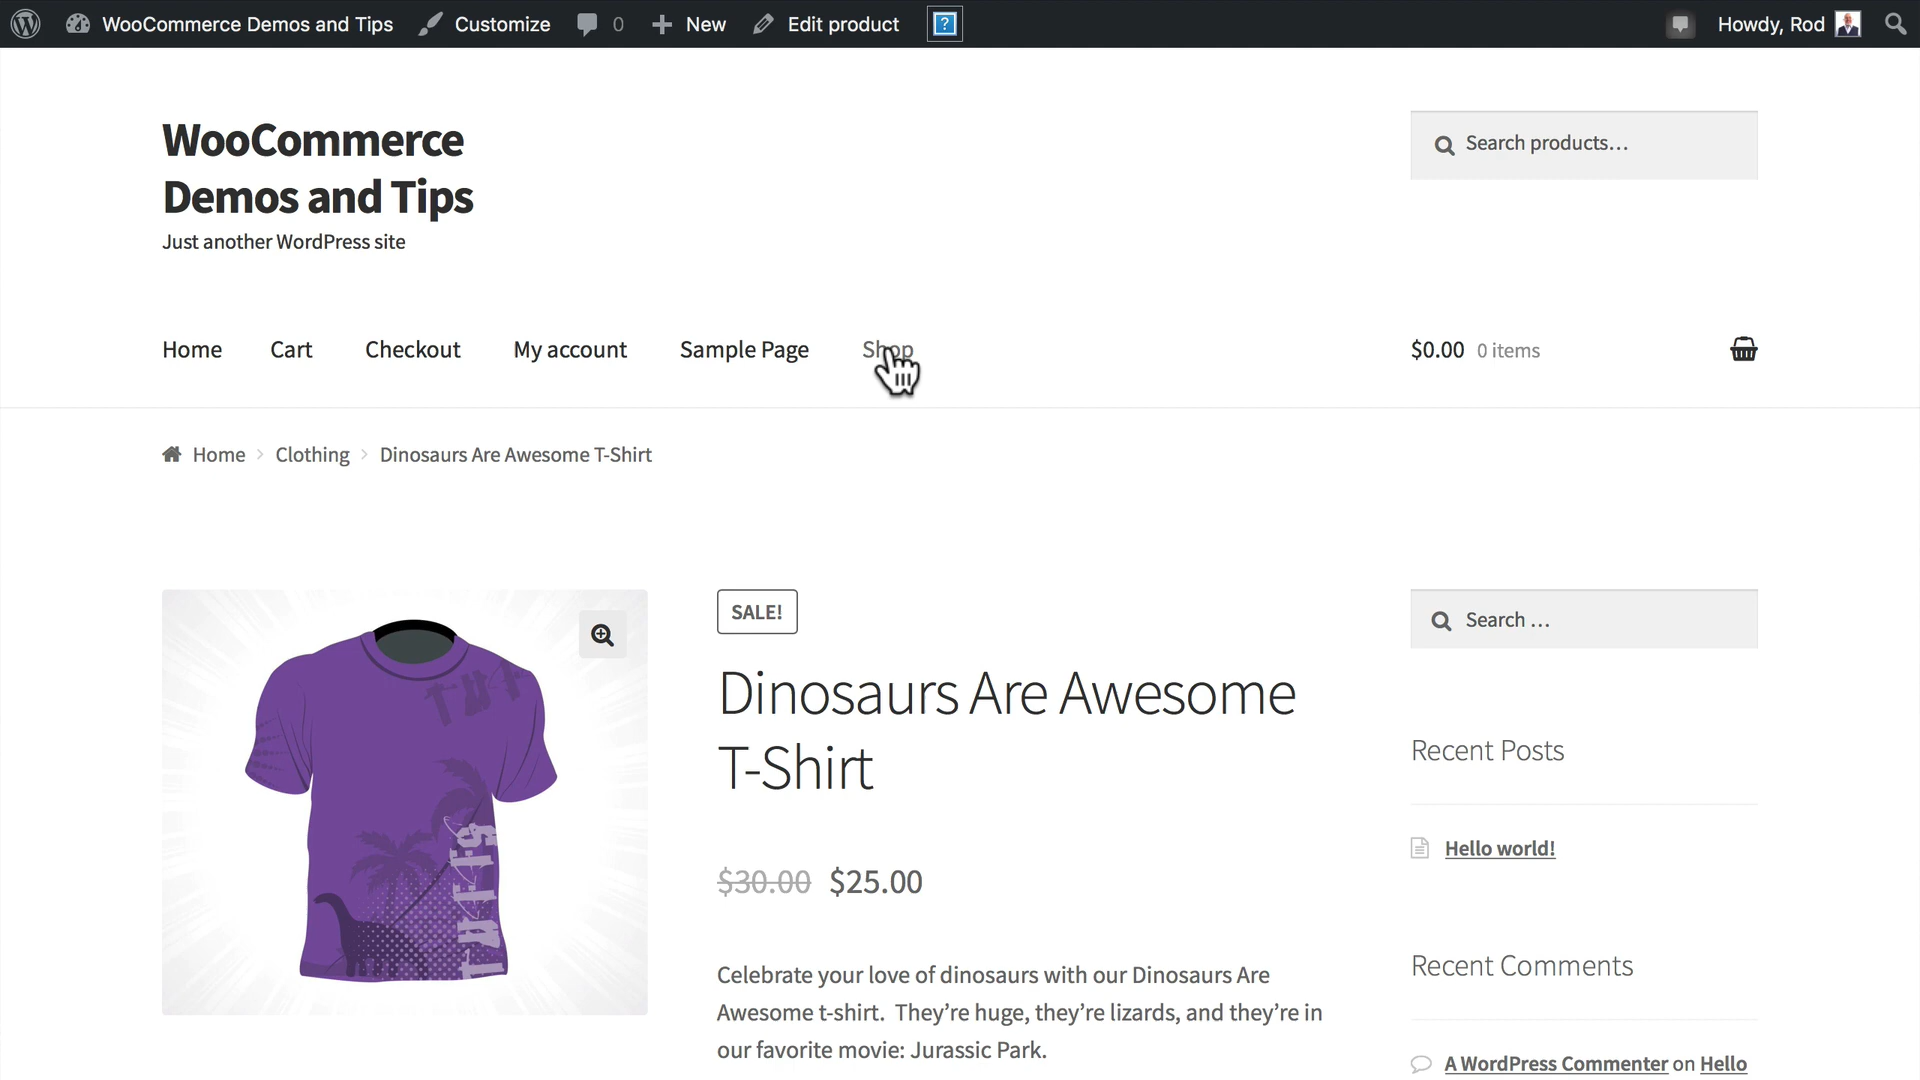 WooCommerce Demos and Tips Customize 0 New Edit product ? Howdy, Rod
WooCommerce
Demos and Tips
Just another WordPress site
Search products…
Home Cart Checkout My account Sample Page Shop $0.00 0 items
Home Clothing Dinosaurs Are Awesome T-Shirt
SALE!
Dinosaurs Are Awesome
T-Shirt
$30.00 $25.00
Celebrate your love of dinosaurs with our Dinosaurs Are
Awesome t-shirt. They’re huge, they’re lizards, and they’re in
our favorite movie: Jurassic Park.
Search …
Recent Posts
Hello world!
Recent Comments
A WordPress Commenter on Hello